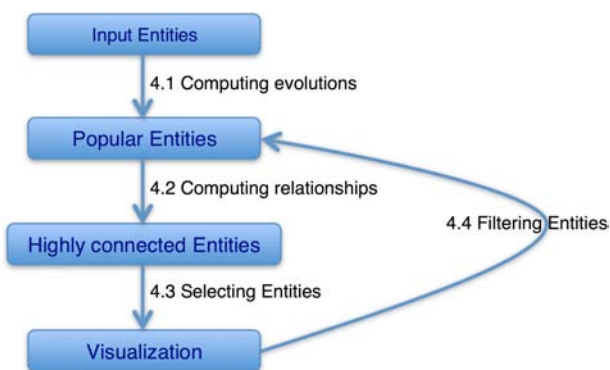 Input Entities
4.1 Computing evolutions
Popular Entities
4.2 Computing relationships
4.4 Filtering Entities
Highly connected Entities
4.3 Selecting Entities
Visualization